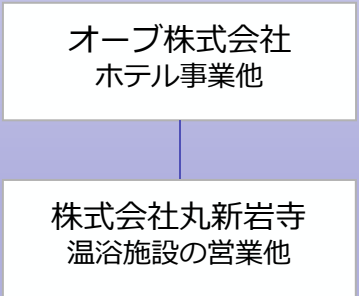 オーブ株式会社
ホテル事業他
株式会社丸新岩寺
温浴施設の営業他